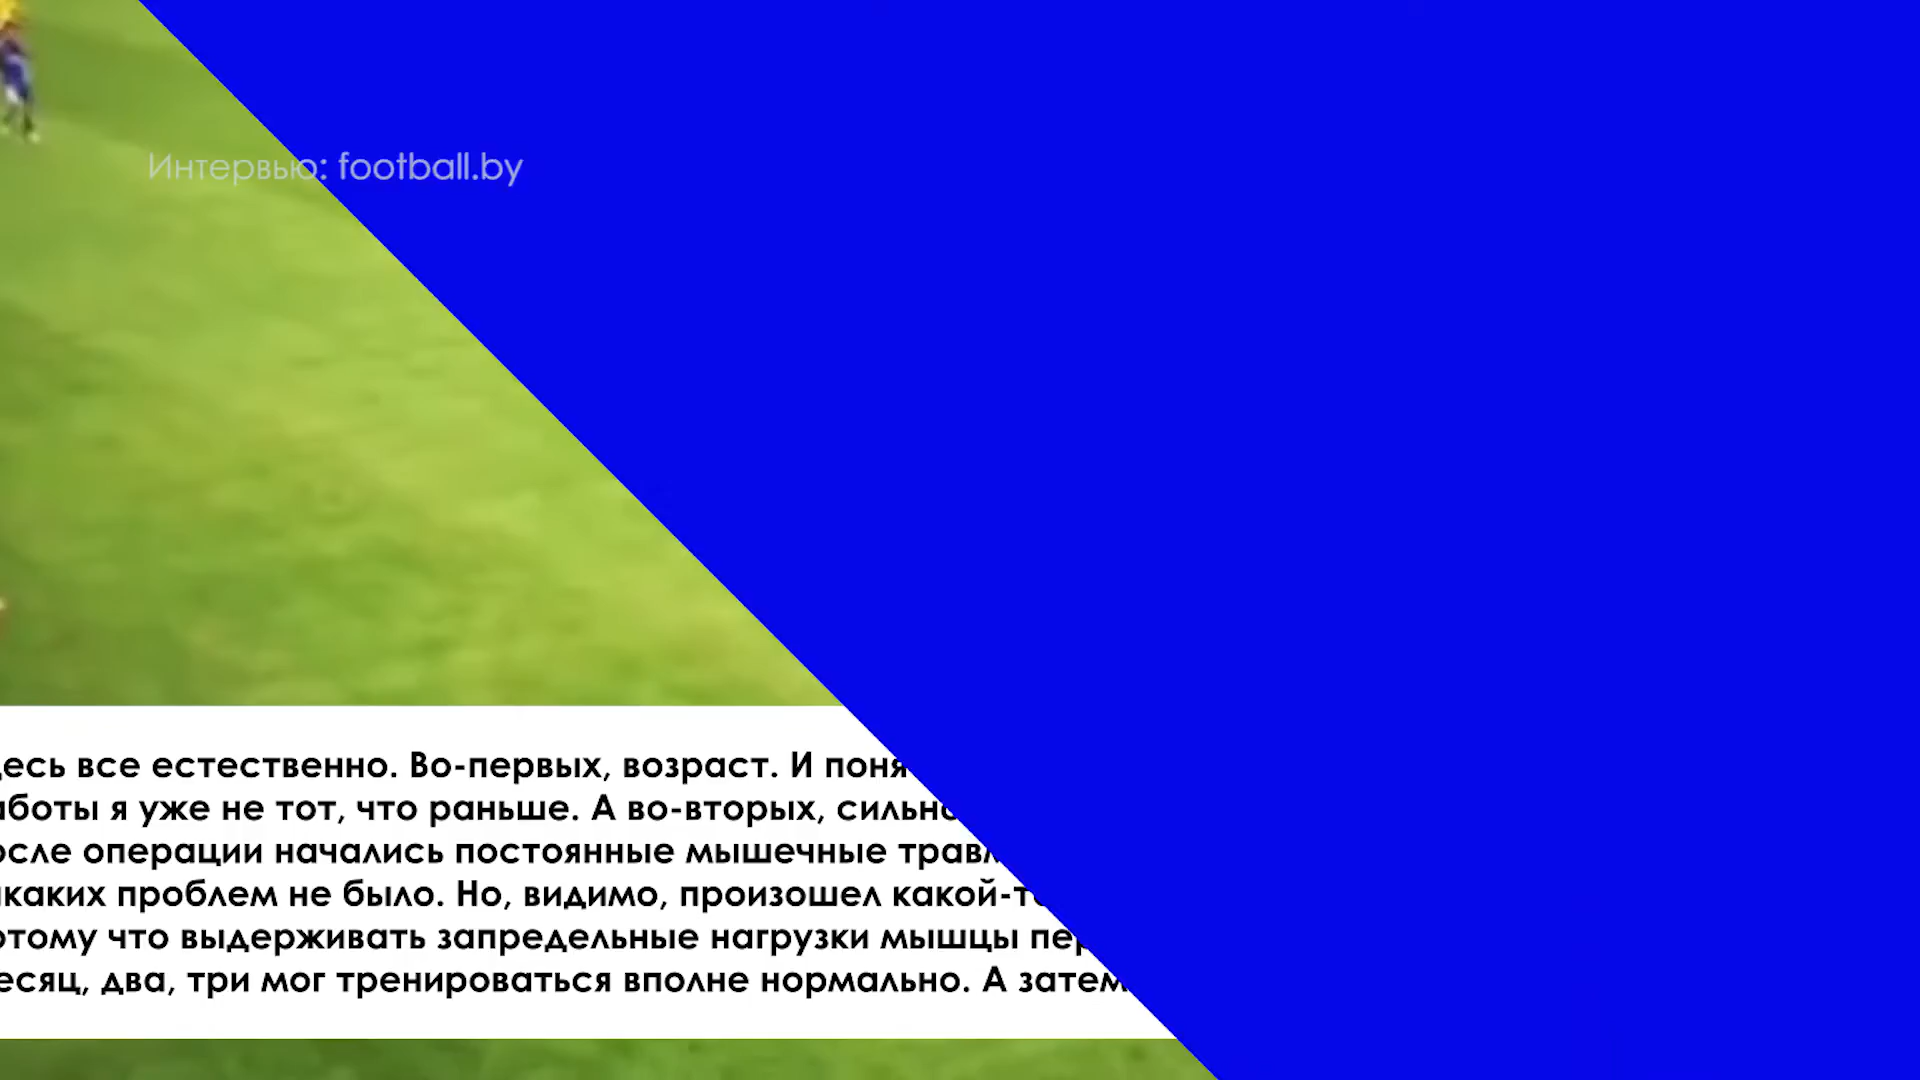 Интервью: football.by
есь все естественно. Во-первых, возраст. И поня
аботы я уже не тот, что раньше. А во-вторых, сильно
осле операции начались постоянные мышечные травм
каких проблем не было. Но, видимо, произошел какой-то
отому что выдерживать запредельные нагрузки мышцы пер
есяц, два, три мог тренироваться вполне нормально. А затем